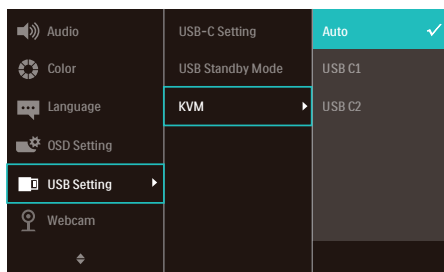 Audio
Color
Language
OSD Setting
USB Setting
Webcam
USB-C Setting
USB Standby Mode
KVM
Auto
USB C1
USB C2